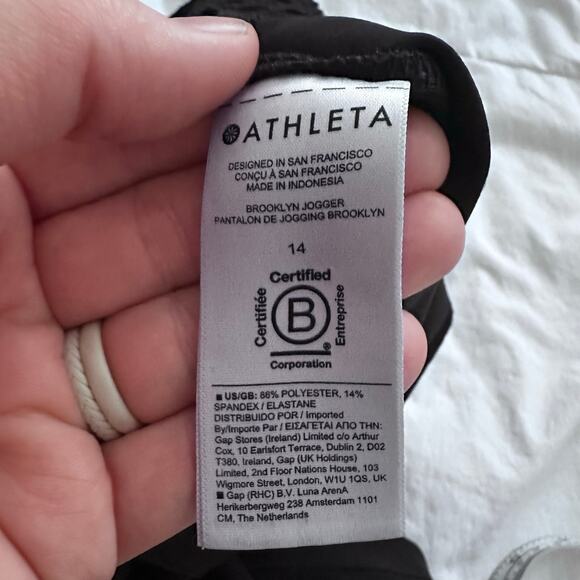 ATHLETA
DESIGNED IN SAN FRANCISCO
CONÇU À SAN FRANCISCO
MADE IN INDONESIA
BROOKLYN JOGGER
PANTALON DE JOGGING BROOKLYN
14
Certified
Certifiée
B
Entreprise
®
Corporation
■ US/GB: 86% POLYESTER, 14%
SPANDEX / ELASTANE
DISTRIBUIDO POR / Imported
By/Importe Par / ΕΙΣΑΓΕΤΑΙ ΑΠΟ ΤΗΝ:
Gap Stores (Ireland) Limited c/o Arthur
Cox, 10 Earlsfort Terrace, Dublin 2, D02
T380, Ireland, Gap (UK Holdings)
Limited, 2nd Floor Nations House, 103
Wigmore Street, London, W1U 1QS, UK
■ Gap (RHC) B.V. Luna ArenA
Herikerbergweg 238 Amsterdam 1101
CM, The Netherlands